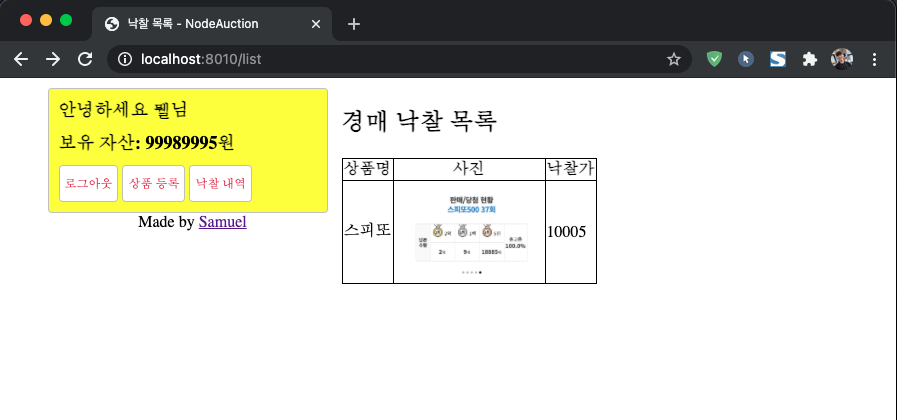 낙찰 목록 - NodeAuction
localhost:8010/list
안녕하세요 쀌님
보유 자산: 99989995원
로그아웃 상품 등록 낙찰 내역
Made by Samuel
경매 낙찰 목록
상품명 사진 낙찰가
스피또
판매/당첨 현황
스피또500 37회
100.0%
10005